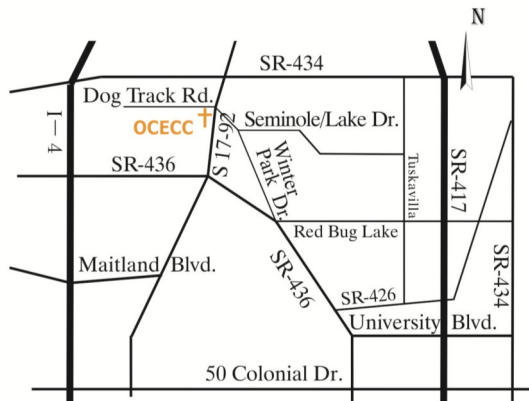 N
SR-434
Dog Track Rd.
OCECC
Seminole/Lake Dr.
I-4
S 17-92
SR-436
Winter
Park Dr.
Tuskavilla
SR-417
Red Bug Lake
Maitland Blvd.
SR-436
SR-426
SR-434
University Blvd.
50 Colonial Dr.